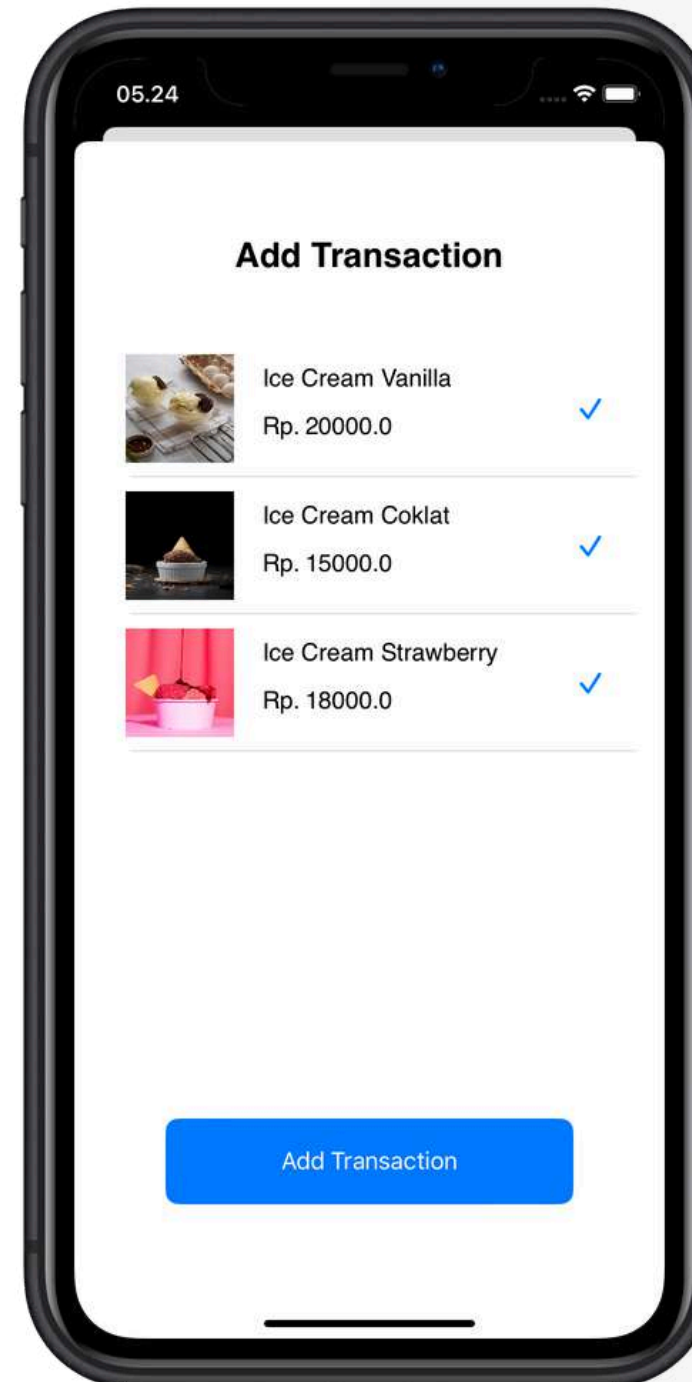 05.24
Add Transaction
Ice Cream Vanilla
Rp. 20000.0
Ice Cream Coklat
Rp. 15000.0
Ice Cream Strawberry
Rp. 18000.0
Add Transaction